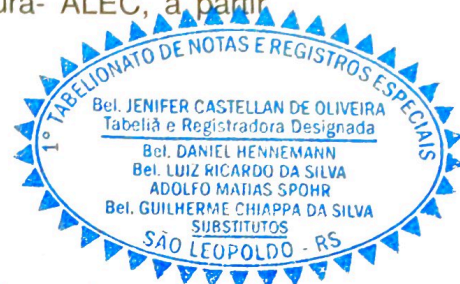 ura- ALEC, a partir
1º TABELIONATO DE NOTAS E REGISTROS ESPECIAIS
Bel. JENIFER CASTELLAN DE OLIVEIRA
Tabeliã e Registradora Designada
Bel. DANIEL HENNEMANN
Bel. LUIZ RICARDO DA SILVA
ADOLFO MATIAS SPOHR
Bel. GUILHERME CHIAPPA DA SILVA
SUBSTITUTOS
SÃO LEOPOLDO - RS